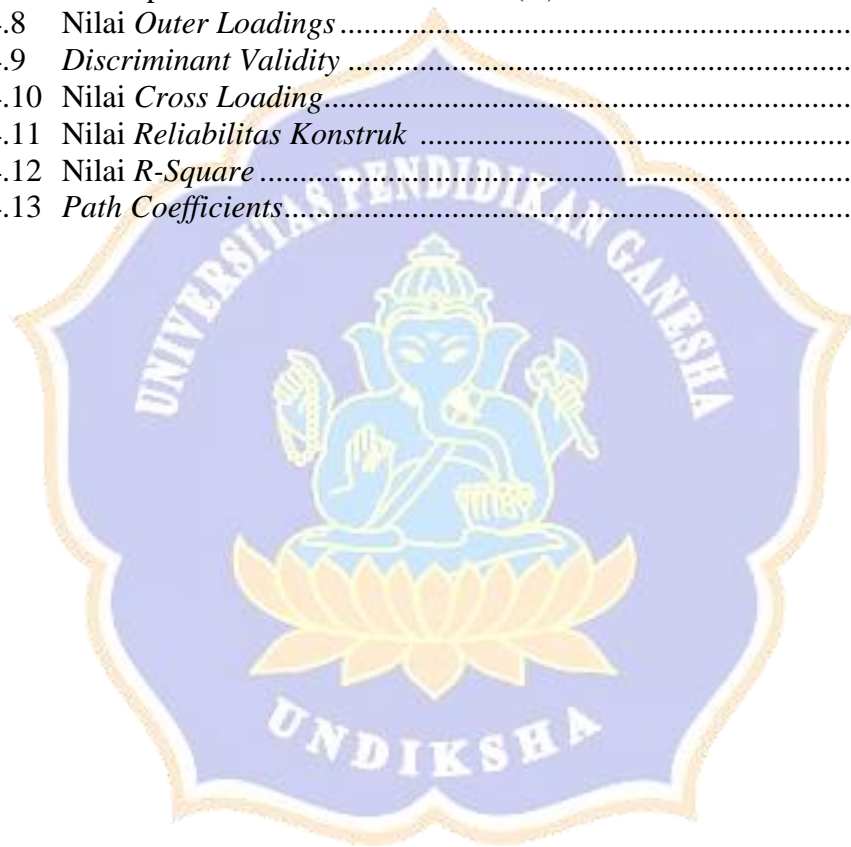 .8 Nilai Outer Loadings ........................................................................
.9 Discriminant Validity ........................................................................
.10 Nilai Cross Loading........................................................................
.11 Nilai Reliabilitas Konstruk ................................................................
.12 Nilai R-Square ........................................................................
.13 Path Coefficients........................................................................
UNIVERSITAS PENDIDIKAN GANESHA
UNDIKSHA